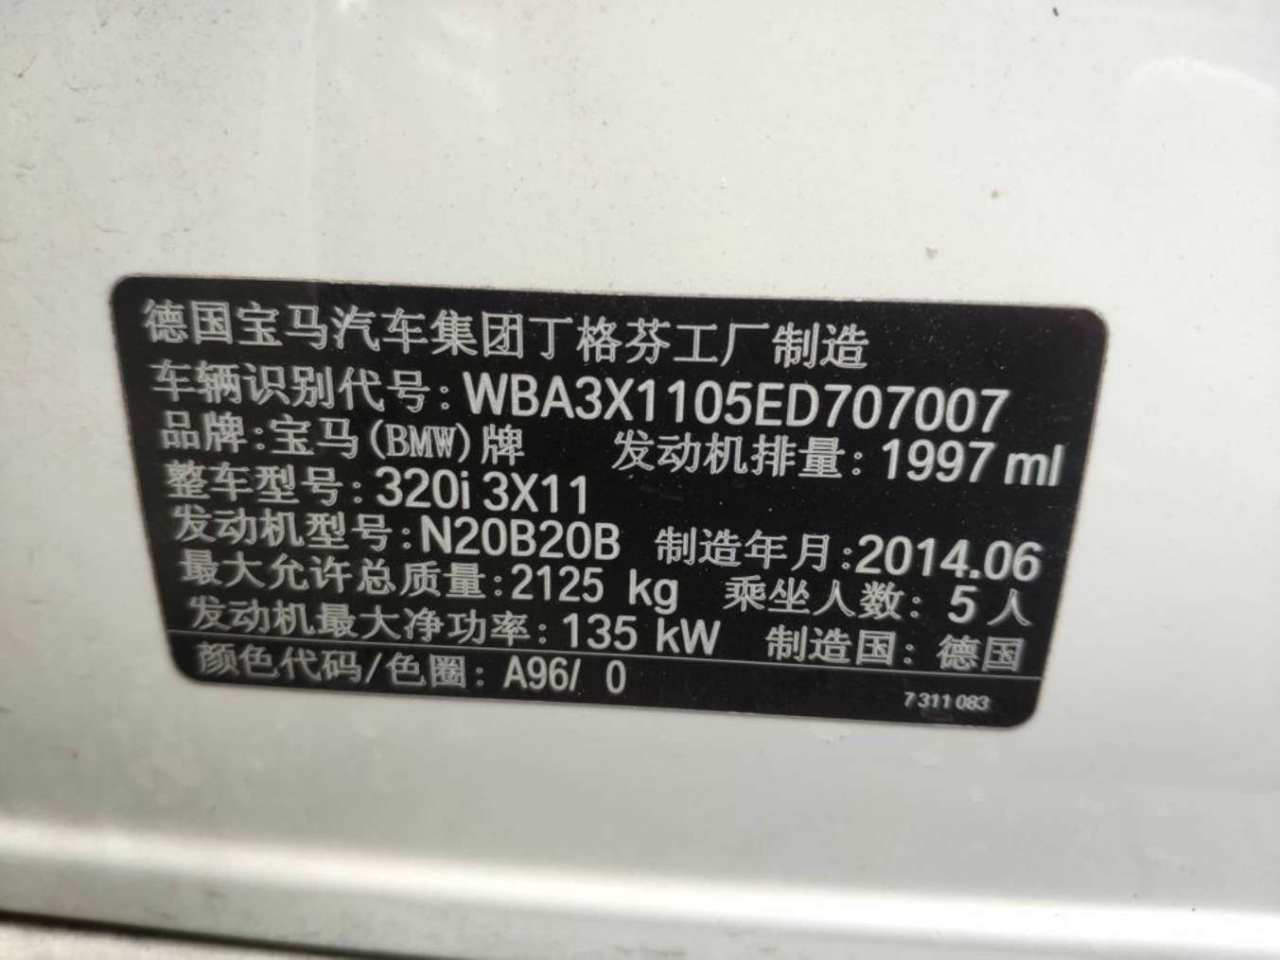 德国宝马汽车集团丁格芬工厂制造
车辆识别代号: WBA3X1105ED707007
品牌: 宝马(BMW)牌 发动机排量: 1997 ml
整车型号: 320i 3X11
发动机型号: N20B20B 制造年月: 2014.06
最大允许总质量: 2125 kg 乘坐人数: 5 人
发动机最大净功率: 135 kW 制造国: 德国
颜色代码/色圈: A96/ 0
7 311 083